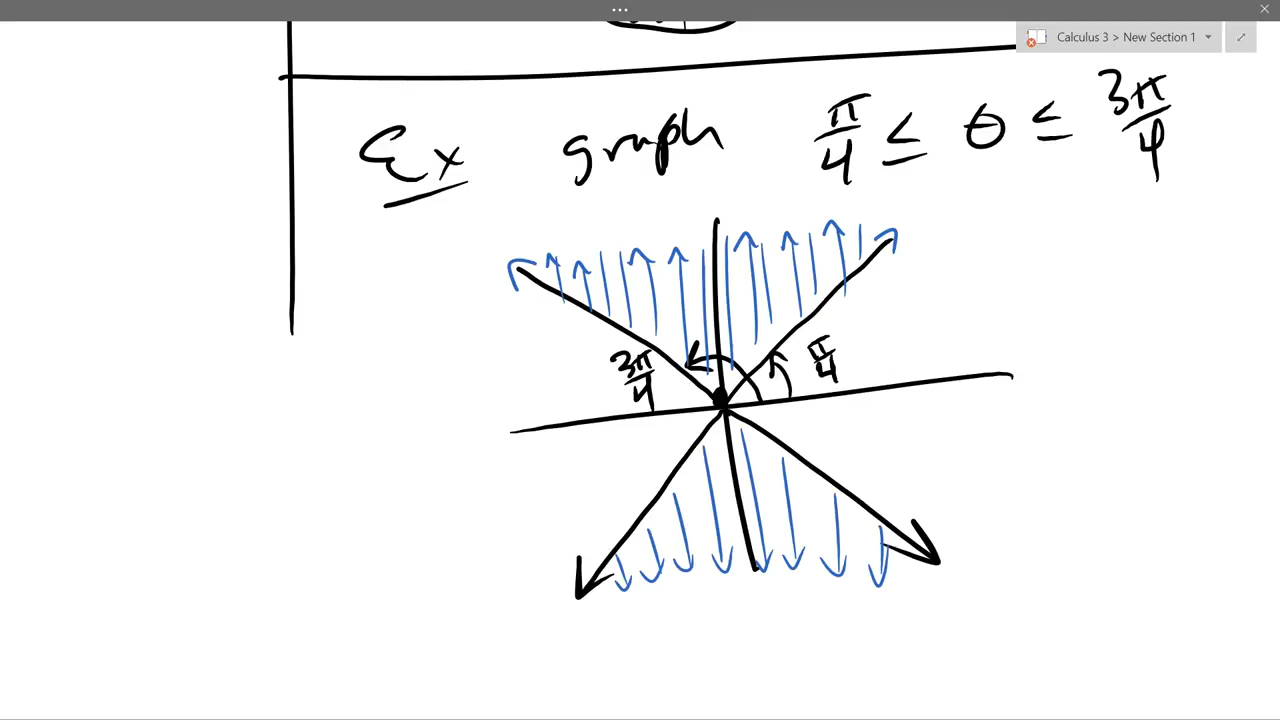 Calculus 3 > New Section 1
Ex graph π/4 ≤ θ ≤ 3π/4
3π/4 π/4